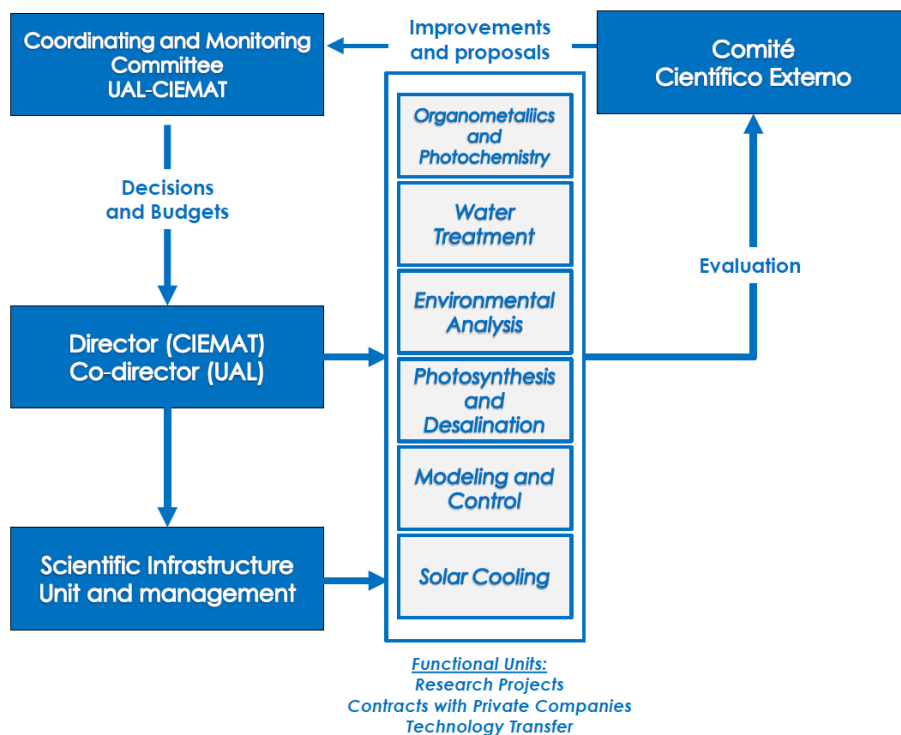 Coordinating and Monitoring
Committee
UAL-CIEMAT
Improvements
and proposals
Comité
Científico Externo
Decisions
and Budgets
Organometallics
and
Photochemistry
Water
Treatment
Environmental
Analysis
Photosynthesis
and
Desalination
Modeling and
Control
Solar Cooling
Evaluation
Director (CIEMAT)
Co-director (UAL)
Scientific Infrastructure
Unit and management
Functional Units:
Research Projects
Contracts with Private Companies
Technology Transfer